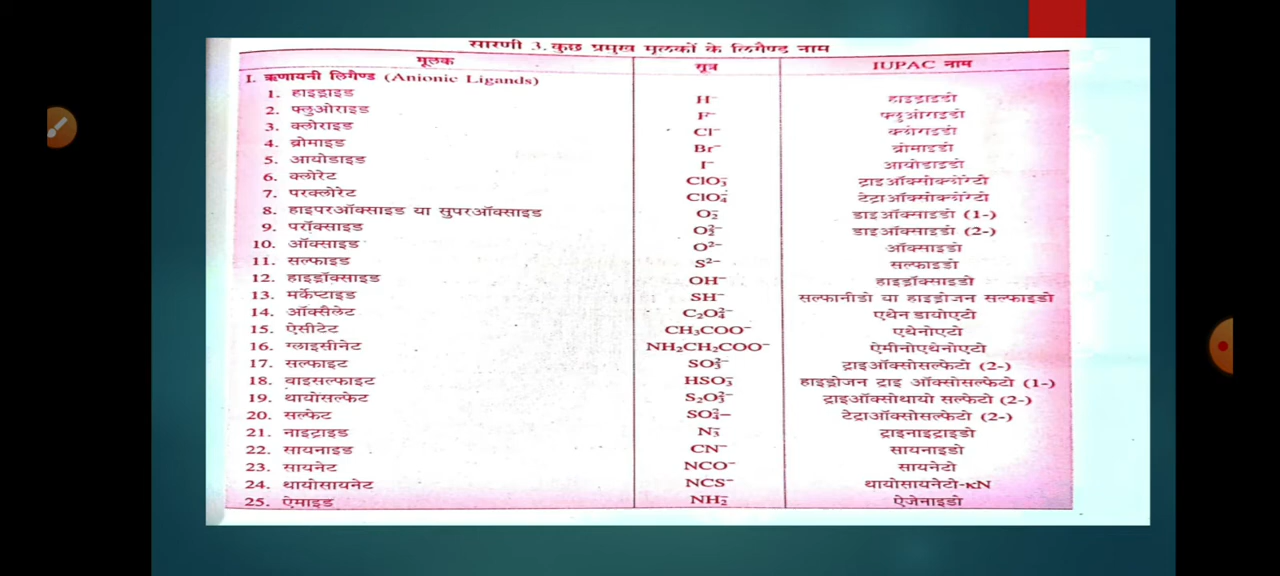 सारणी 3. कुछ प्रमुख मूलकों के लिगैण्ड नाम
मूलक सूत्र IUPAC नाम
I. ऋणायनी लिगैण्ड (Anionic Ligands)
1. हाइड्राइड H⁻ हाइड्राइडो
2. फ्लुओराइड F⁻ फ्लुओराइडो
3. क्लोराइड Cl⁻ क्लोराइडो
4. ब्रोमाइड Br⁻ ब्रोमाइडो
5. आयोडाइड I⁻ आयोडाइडो
6. क्लोरेट ClO₃⁻ ट्राइऑक्सोक्लोरेटो
7. परक्लोरेट ClO₄⁻ टेट्राऑक्सोक्लोरेटो
8. हाइपरऑक्साइड या सुपरऑक्साइड O₂⁻ डाइऑक्साइडो (1-)
9. परॉक्साइड O₂²⁻ डाइऑक्साइडो (2-)
10. ऑक्साइड O²⁻ ऑक्साइडो
11. सल्फाइड S²⁻ सल्फाइडो
12. हाइड्रॉक्साइड OH⁻ हाइड्रॉक्साइडो
13. मर्केप्टाइड SH⁻ सल्फानीडो या हाइड्रोजन सल्फाइडो
14. ऑक्सैलेट C₂O₄²⁻ एथेन डायोएटो
15. ऐसीटेट CH₃COO⁻ एथेनोएटो
16. ग्लाइसीनेट NH₂CH₂COO⁻ ऐमीनोएथेनोएटो
17. सल्फाइट SO₃²⁻ ट्राइऑक्सोसल्फेटो (2-)
18. बाइसल्फाइट HSO₃⁻ हाइड्रोजन ट्राइ ऑक्सोसल्फेटो (1-)
19. थायोसल्फेट S₂O₃²⁻ ट्राइऑक्सोथायो सल्फेटो (2-)
20. सल्फेट SO₄²⁻ टेट्राऑक्सोसल्फेटो (2-)
21. नाइट्राइड N₃⁻ ट्राइनाइट्राइडो
22. सायनाइड CN⁻ सायनाइडो
23. सायनेट NCO⁻ सायनेटो
24. थायोसायनेट NCS⁻ थायोसायनेटो-κN
25. ऐमाइड NH₂⁻ ऐजेनाइडो